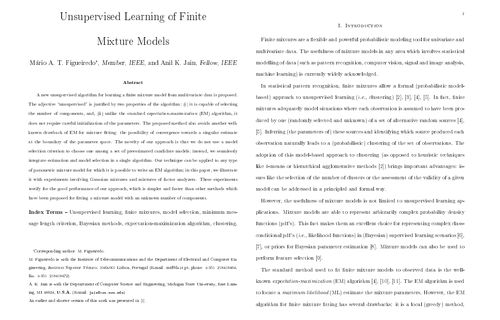 Unsupervised Learning of Finite
Mixture Models
Mário A. T. Figueiredo*, Member, IEEE, and Anil K. Jain, Fellow, IEEE
Abstract
A new unsupervised algorithm for learning a finite mixture model from multivariate data is proposed.
The adjective "unsupervised" is justified by two properties of the algorithm: (i) it is capable of selecting
the number of components, and, (ii) unlike the standard expectation-maximization (EM) algorithm, it
does not require careful initialization of the parameters. The proposed method also avoids another well-
known drawback of EM for mixture fitting: the possibility of convergence towards a singular estimate
at the boundary of the parameter space. The novelty of our approach is that we do not use a model
selection criterion to choose one among a set of pre-estimated candidate models; instead, we seamlessly
integrate estimation and model selection in a single algorithm. Our technique can be applied to any type
of parametric mixture model for which it is possible to write an EM algorithm; in this paper, we illustrate
it with experiments involving Gaussian mixtures and mixtures of factor analyzers. These experiments
testify for the good performance of our approach, which is simpler and faster than other methods which
have been proposed for fitting a mixture model with an unknown number of components.
Index Terms – Unsupervised learning, finite mixtures, model selection, minimum mes-
sage length criterion, Bayesian methods, expectation-maximization algorithm, clustering.
Corresponding author: M. Figueiredo.
M. Figueiredo is with the Institute of Telecommunications and the Department of Electrical and Computer En-
gineering, Instituto Superior Técnico, Lisboa, Portugal
A. K. Jain is with the Department of Computer Science and Engineering, Michigan State University, East Lans-
ing, MI 48824, U.S.A.
An earlier and shorter version of this work was presented in
I. Introduction
Finite mixtures are a flexible and powerful probabilistic modeling tool for univariate and
multivariate data. The usefulness of mixture models in any area which involves statistical
modelling of data (such as pattern recognition, computer vision, signal and image analysis,
machine learning) is currently widely acknowledged.
In statistical pattern recognition, finite mixtures allow a formal (probabilistic model-
based) approach to unsupervised learning (i.e., clustering) [2], [3], [4], [5]. In fact, finite
mixtures adequately model situations where each observation is assumed to have been pro-
duced by one (randomly selected and unknown) of a set of alternative random sources [4],
[5]. Inferring (the parameters of) these sources and identifying which source produced each
observation naturally leads to a (probabilistic) clustering of the set of observations. The
adoption of this model-based approach to clustering (as opposed to heuristic techniques
like k-means or hierarchical agglomerative methods [2]) brings important advantages: is-
sues like the selection of the number of clusters or the assessment of the validity of a given
model can be addressed in a principled and formal way.
However, the usefulness of mixture models is not limited to unsupervised learning ap-
plications. Mixture models are able to represent arbitrarily complex probability density
functions (pdf's). This fact makes them an excellent choice for representing complex class-
conditional pdf's (i.e., likelihood functions) in (Bayesian) supervised learning scenarios [6],
[7], or priors for Bayesian parameter estimation [8]. Mixture models can also be used to
perform feature selection [9].
The standard method used to fit finite mixture models to observed data is the well-
known expectation-maximization (EM) algorithm [4], [10], [11]. The EM algorithm is used
to locate a maximum likelihood (ML) estimate the mixture parameters. However, the EM
algorithm for finite mixture fitting has several drawbacks: it is a local (greedy) method,